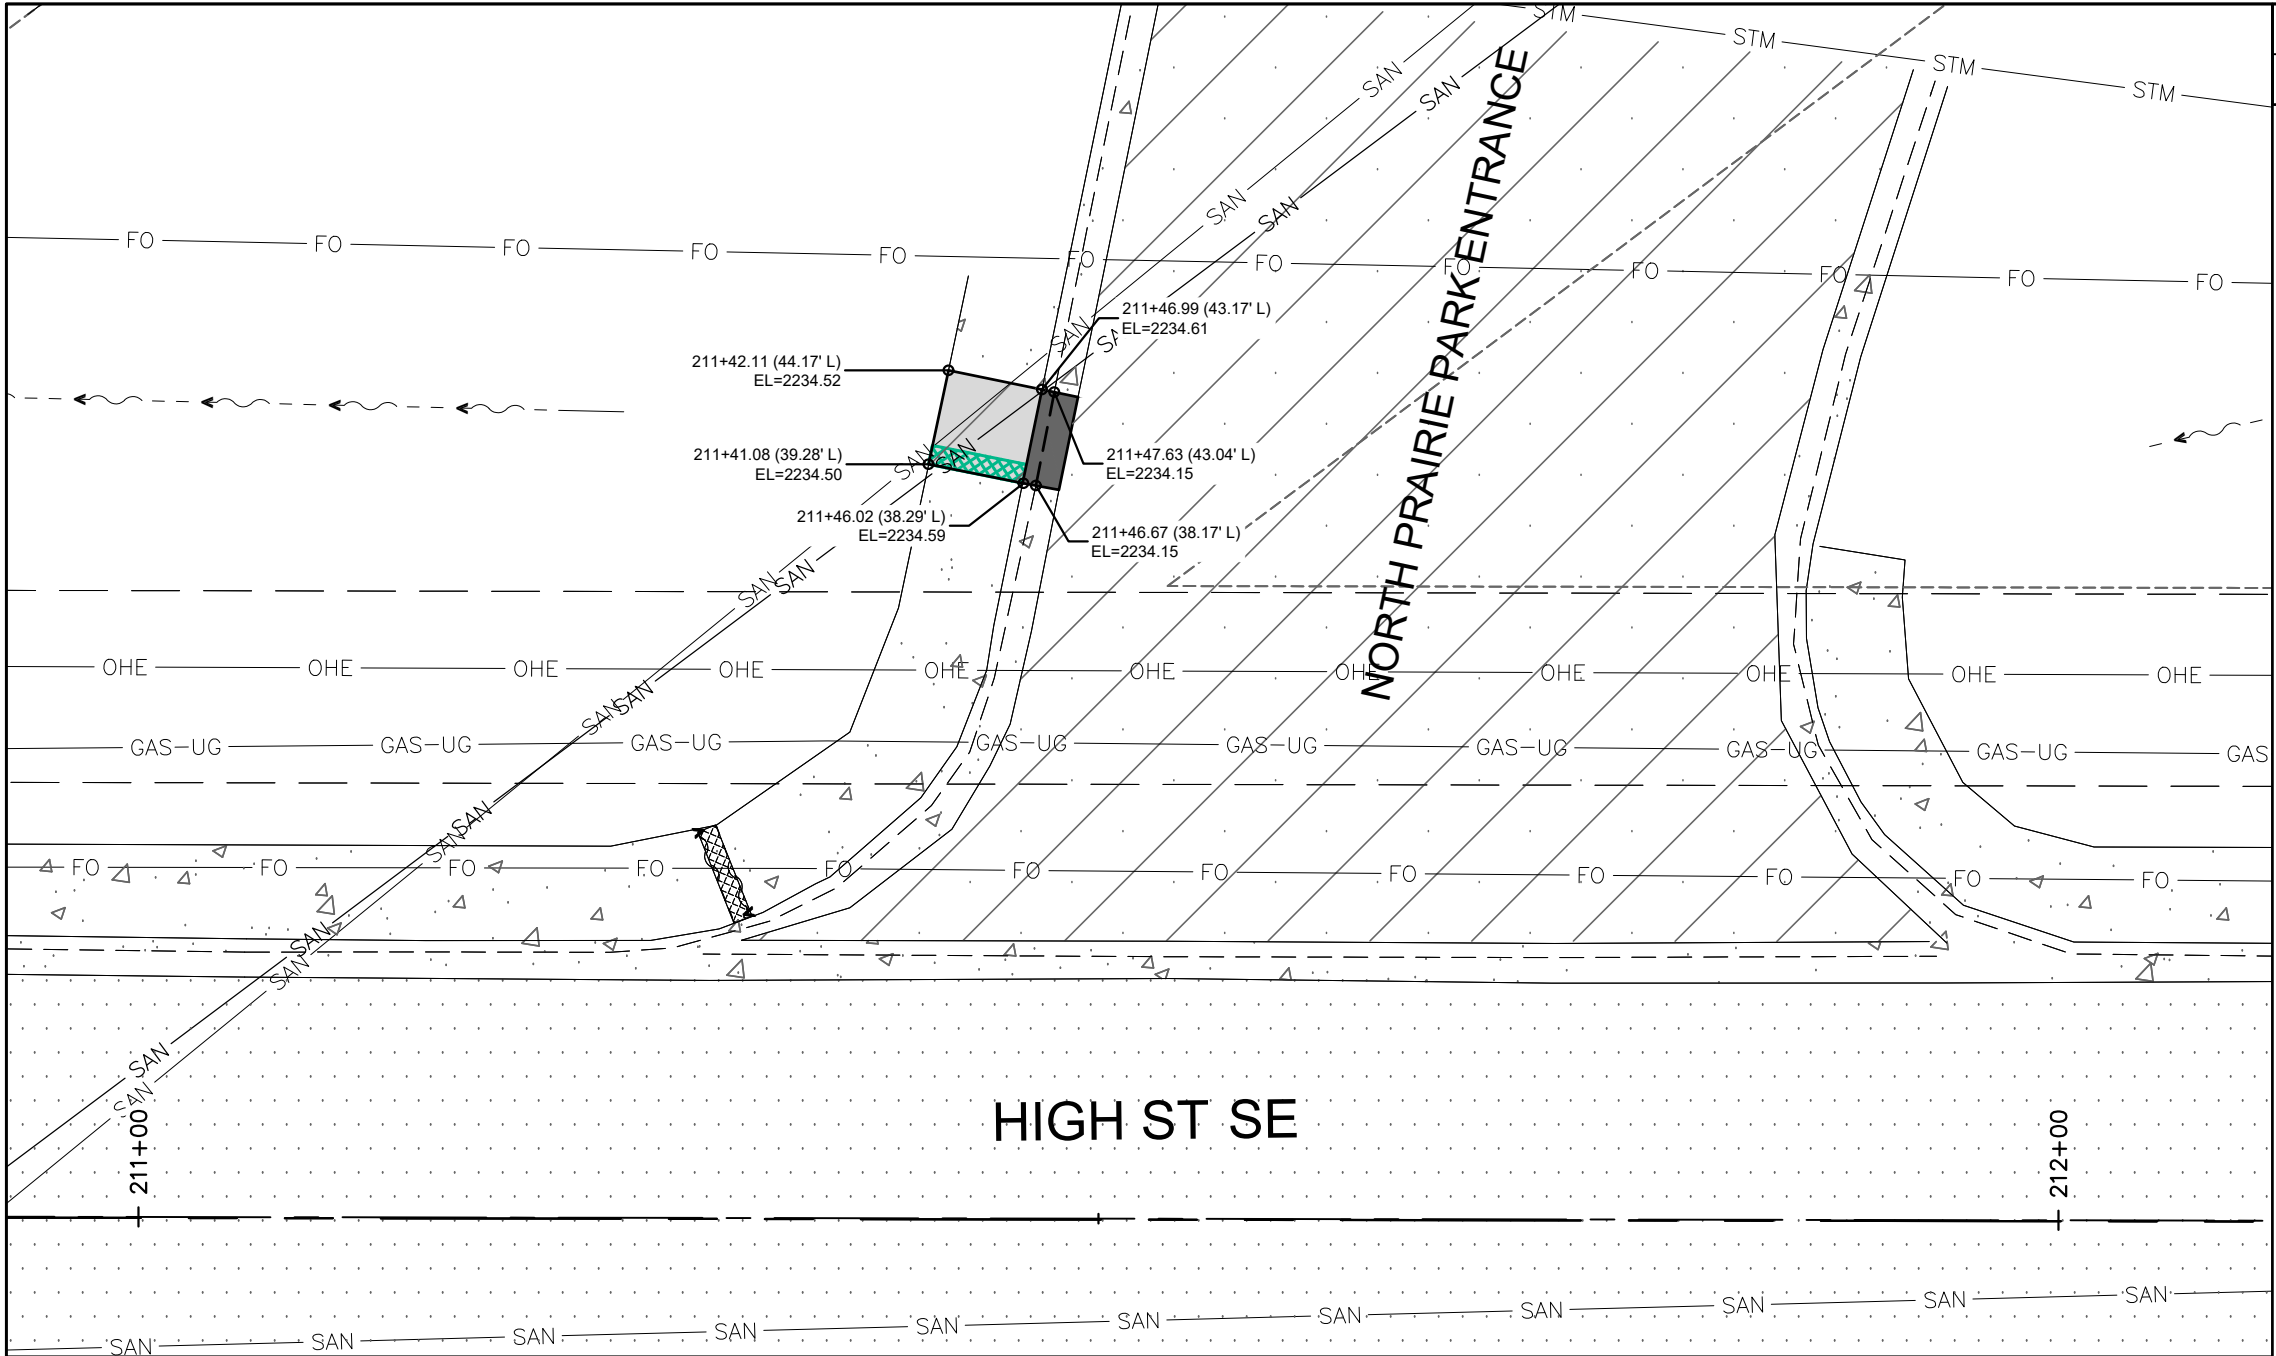 STM
STM
STM
STM
SAN
SAN
SAN
SAN
NORTH PRAIRIE PARK ENTRANCE
FO FO FO FO FO FO FO FO FO FO FO FO
211+46.99 (43.17' L)
EL=2234.61
SAN
211+42.11 (44.17' L)
EL=2234.52
211+41.08 (39.28' L)
EL=2234.50
SAN
SAN
211+47.63 (43.04' L)
EL=2234.15
211+46.02 (38.29' L)
EL=2234.59
211+46.67 (38.17' L)
EL=2234.15
SAN
SAN
OHE OHE OHE OHE OHE OHE OHE OHE OHE OHE OHE
SAN
SAN
GAS-UG GAS-UG GAS-UG GAS-UG GAS-UG GAS-UG GAS-UG GAS-UG GAS
SAN
SAN
FO FO FO FO FO FO FO FO FO FO FO FO
SAN
SAN
SAN
SAN
HIGH ST SE
211+00
212+00
SAN SAN SAN SAN SAN SAN SAN SAN SAN SAN SAN